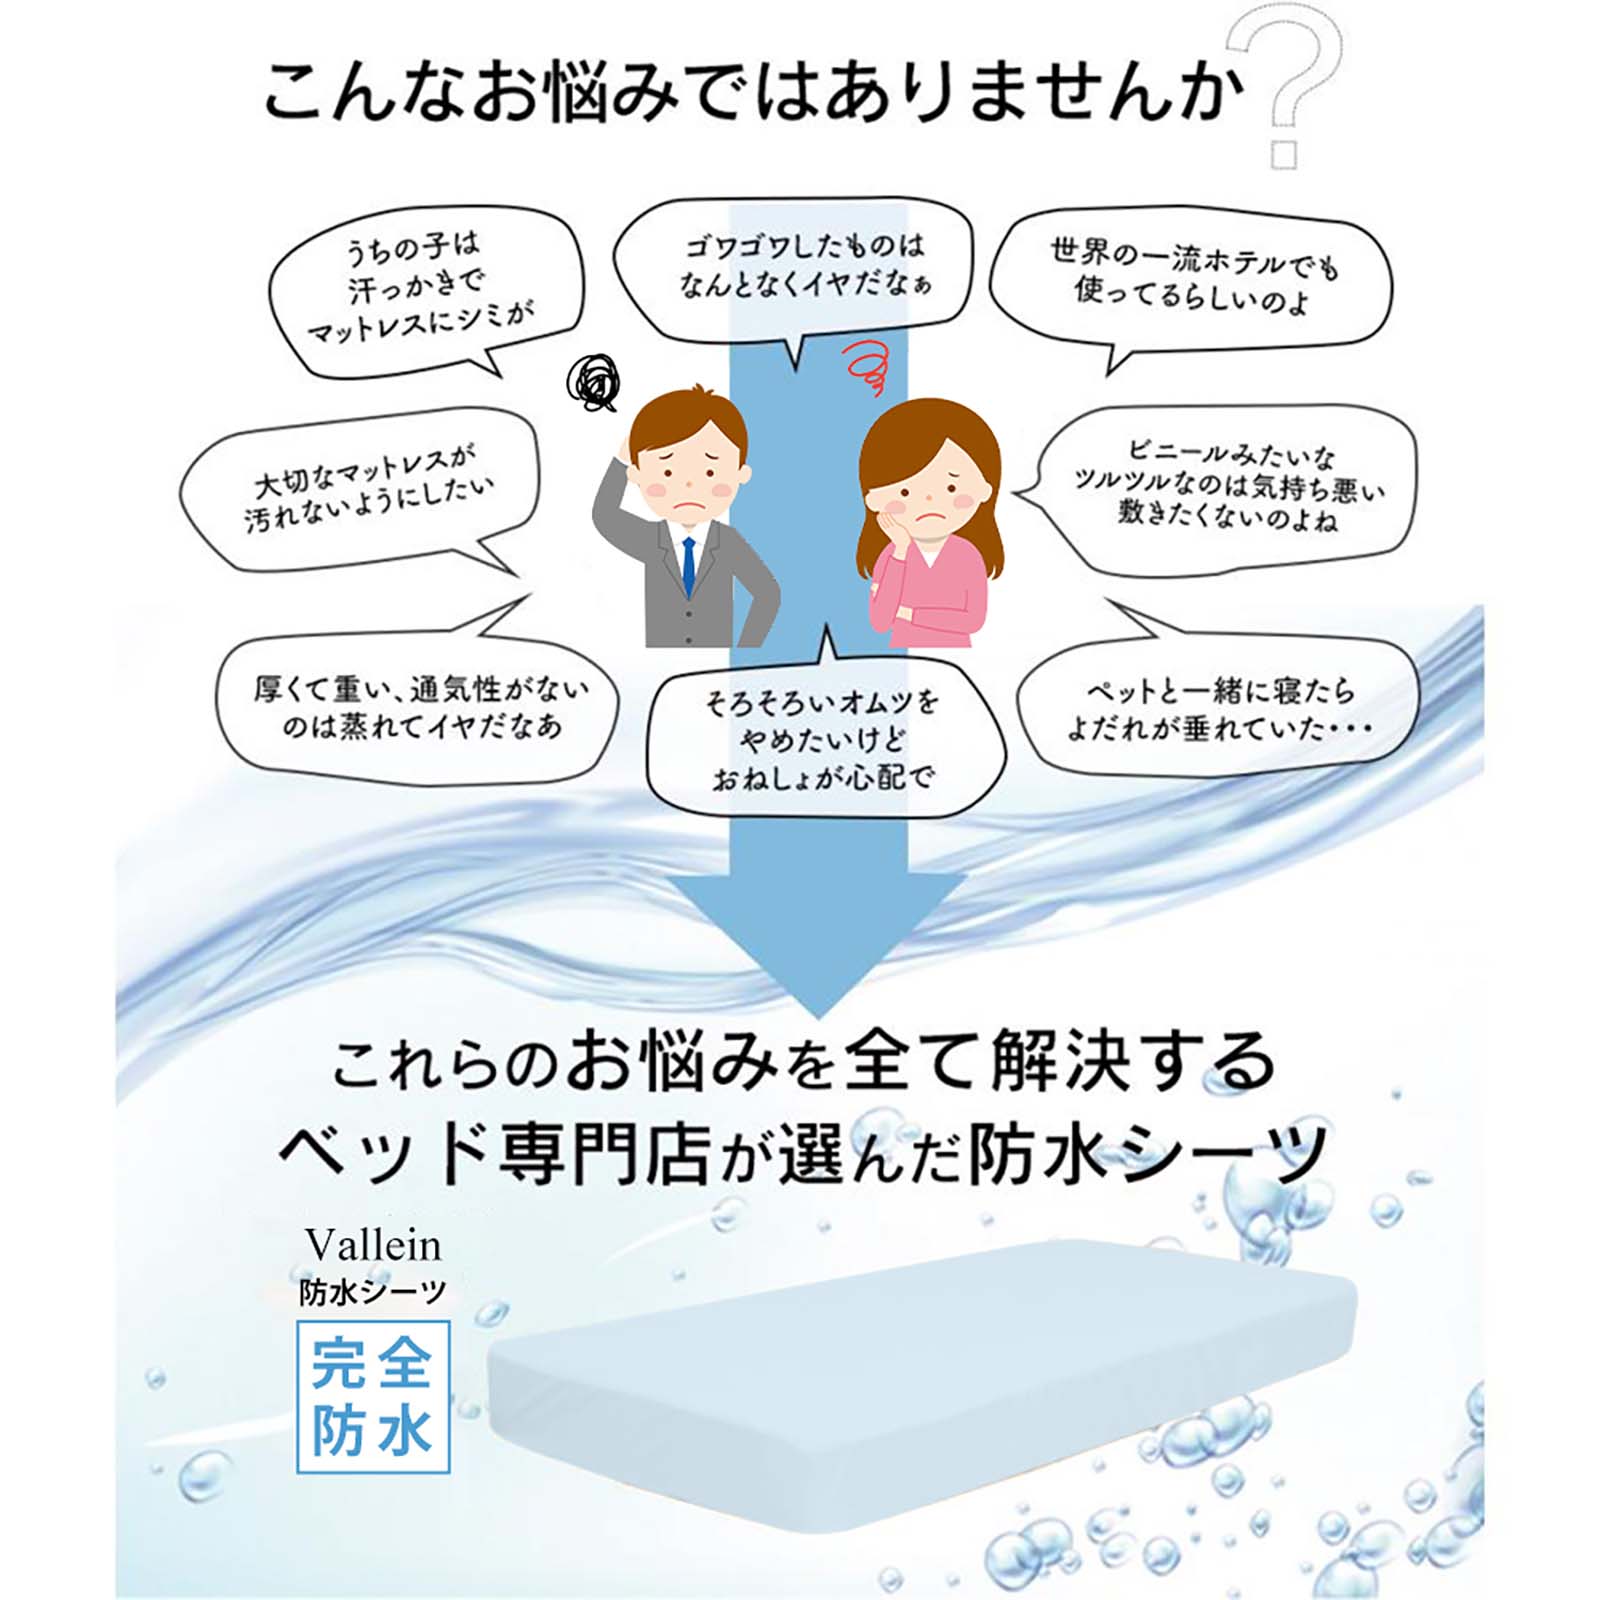 こんなお悩みではありませんか?
うちの子は
汗っかきで
マットレスにシミが
ゴワゴワしたものは
なんとなくイヤだなぁ
世界の一流ホテルでも
使ってるらしいのよ
大切なマットレスが
汚れないようにしたい
ビニールみたいな
ツルツルなのは気持ち悪い
敷きたくないのよね
厚くて重い、通気性がない
のは蒸れてイヤだなあ
そろそろいオムツを
やめたいけど
おねしょが心配で
ペットと一緒に寝たら
よだれが垂れていた・・・
これらのお悩みを全て解決する
ベッド専門店が選んだ防水シーツ
Vallein
防水シーツ
完全
防水